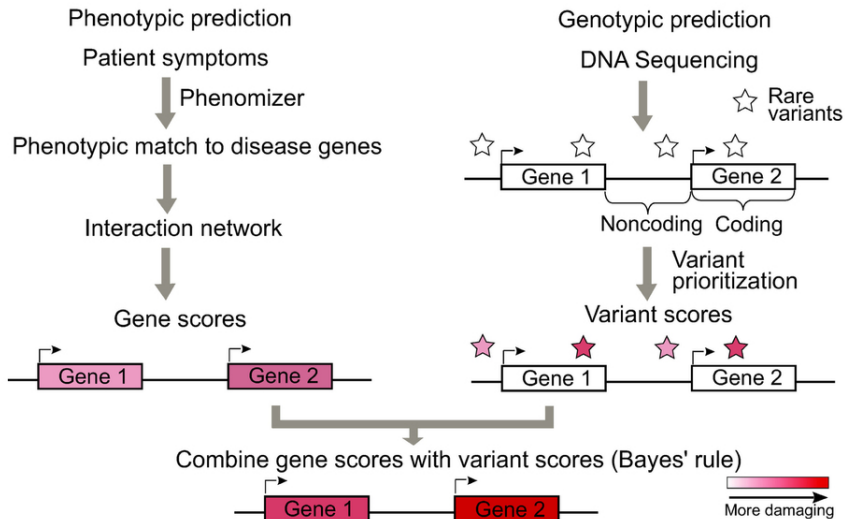 Phenotypic prediction
Patient symptoms
Phenomizer
Phenotypic match to disease genes
Interaction network
Gene scores
Gene 1
Gene 2
Genotypic prediction
DNA Sequencing
Rare
variants
Gene 1
Gene 2
Noncoding
Coding
Variant
prioritization
Variant scores
Gene 1
Gene 2
Combine gene scores with variant scores (Bayes' rule)
Gene 1
Gene 2
More damaging